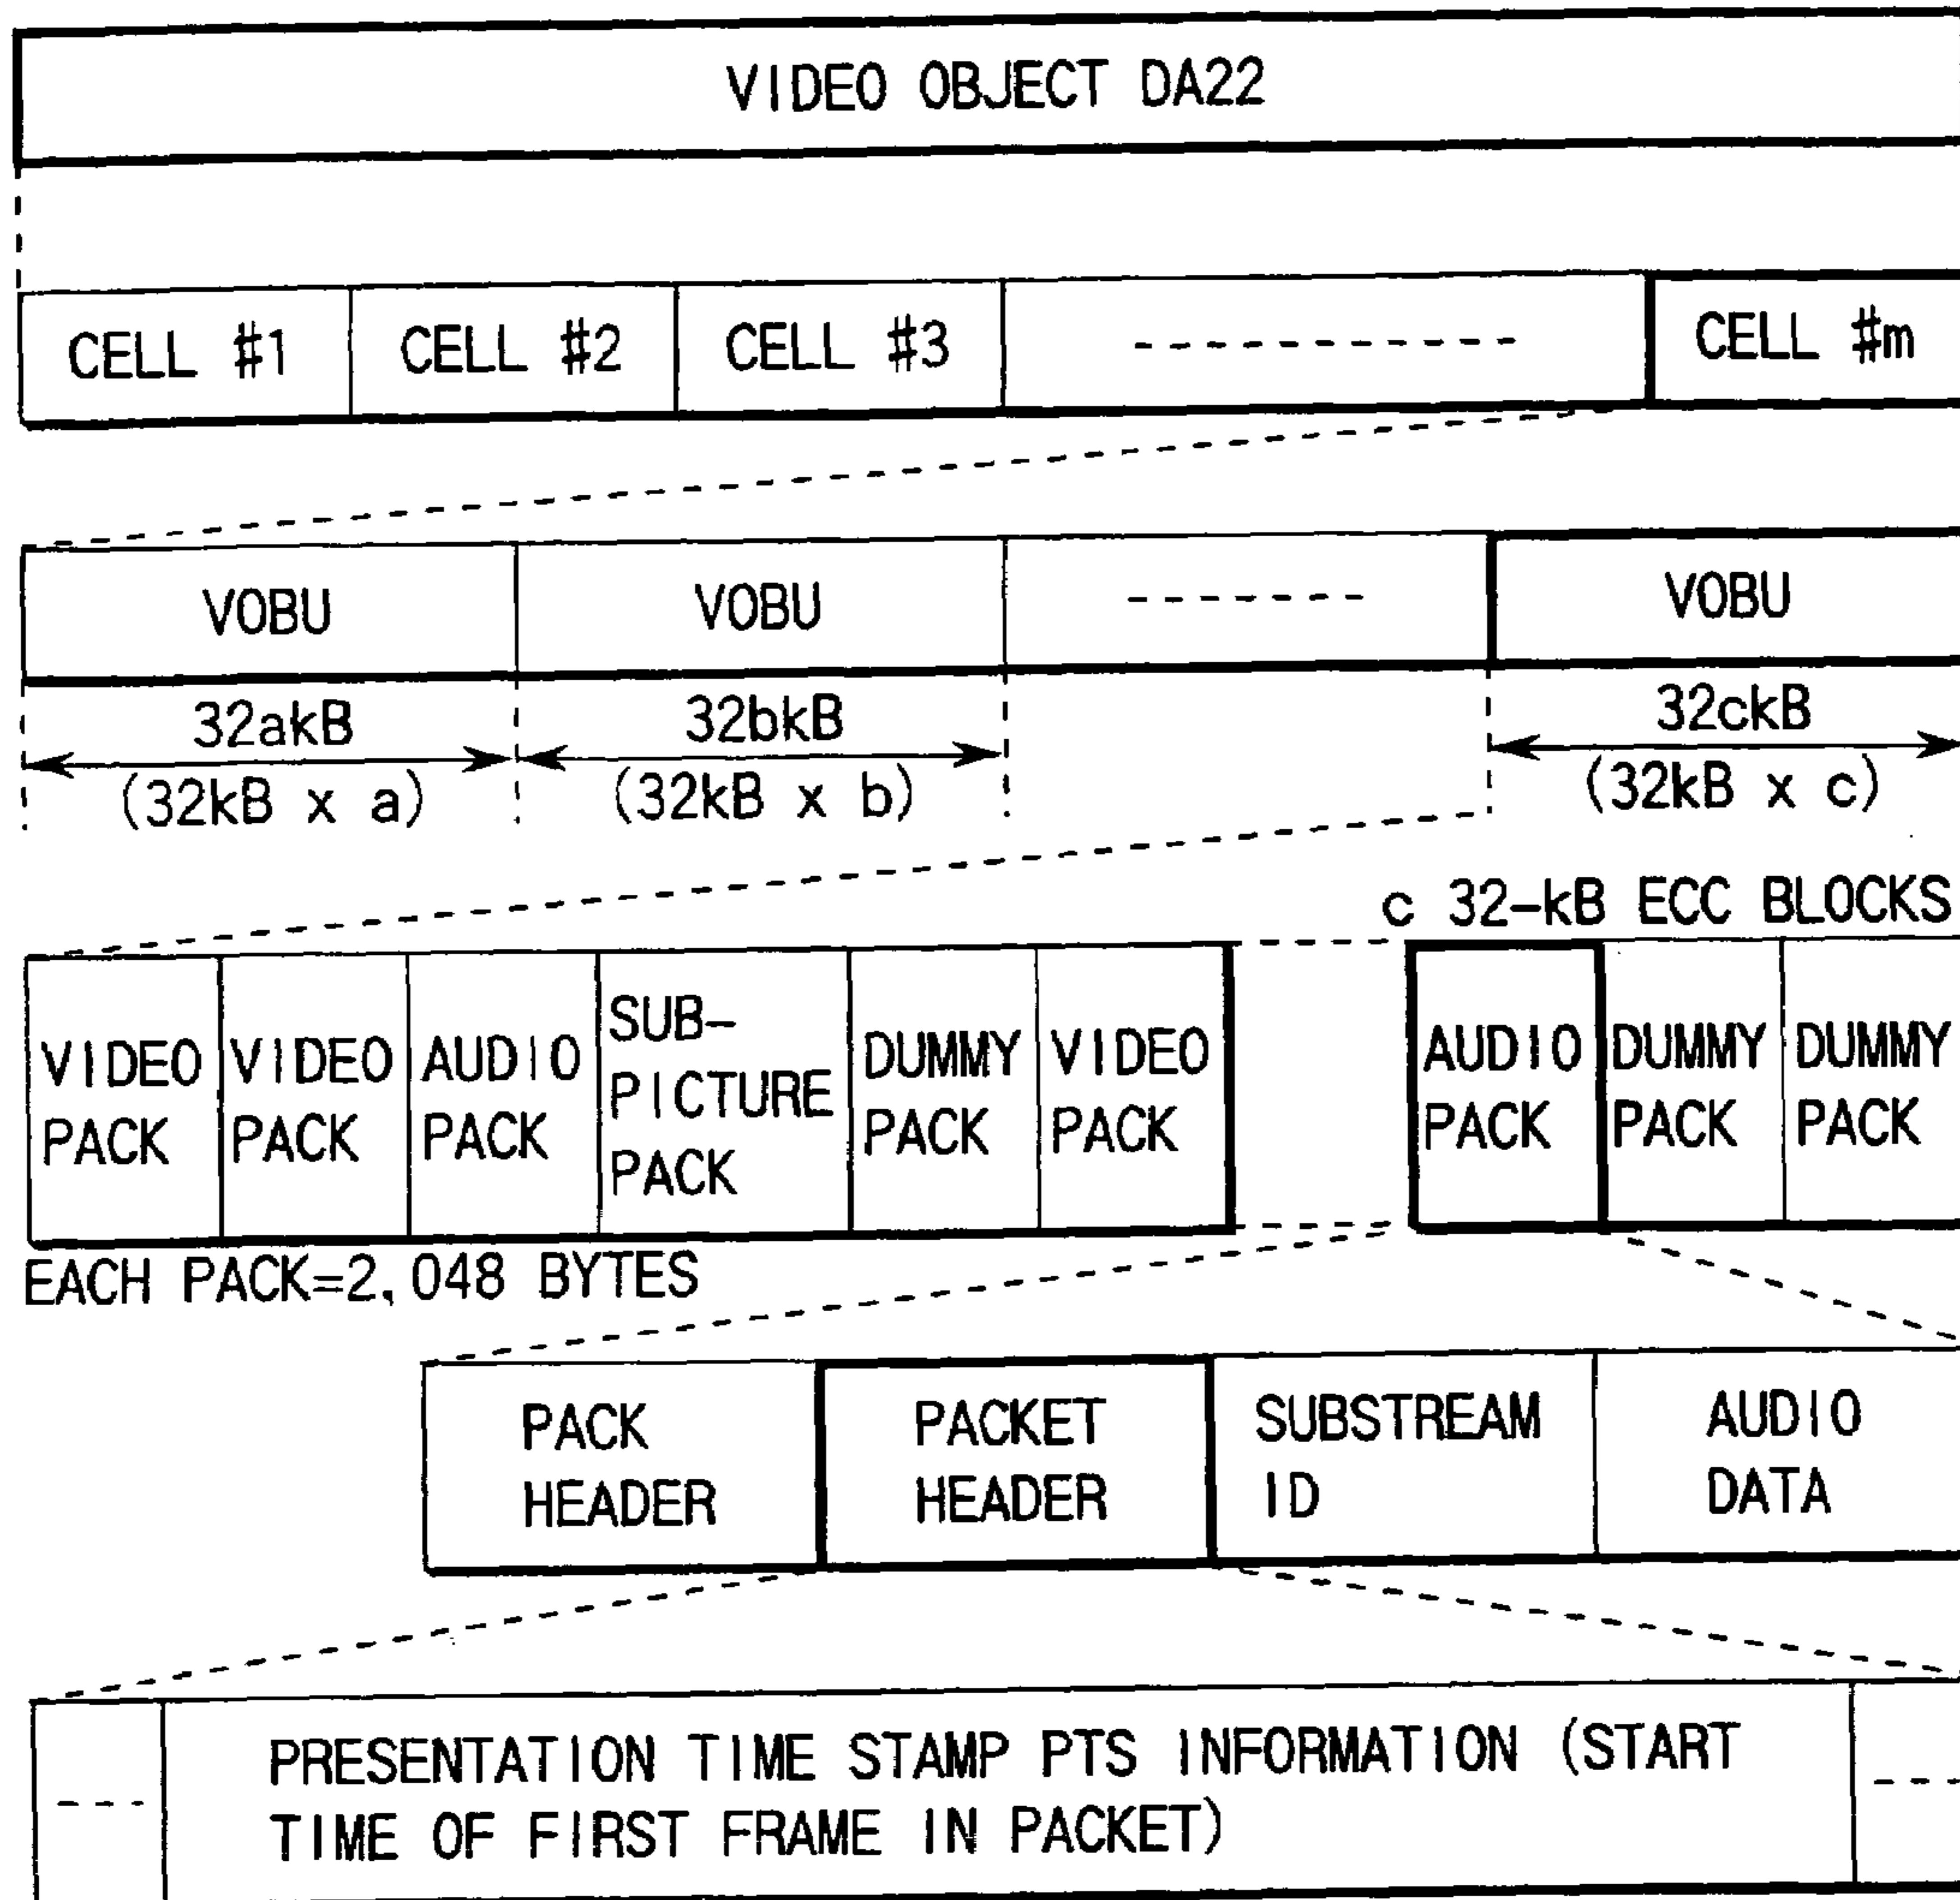 VIDEO OBJECT DA22
CELL #1 CELL #2 CELL #3 CELL #m
VOBU VOBU VOBU
32akB 32bkB 32ckB
(32kB x a) (32kB x b) (32kB x c)
c 32-kB ECC BLOCKS
VIDEO PACK
VIDEO PACK
AUDIO PACK
SUB-
PICTURE
PACK
DUMMY PACK
VIDEO PACK
AUDIO PACK
DUMMY PACK
DUMMY PACK
EACH PACK=2,048 BYTES
PACK
HEADER
PACKET
HEADER
SUBSTREAM
ID
AUDIO
DATA
PRESENTATION TIME STAMP PTS INFORMATION (START
TIME OF FIRST FRAME IN PACKET)